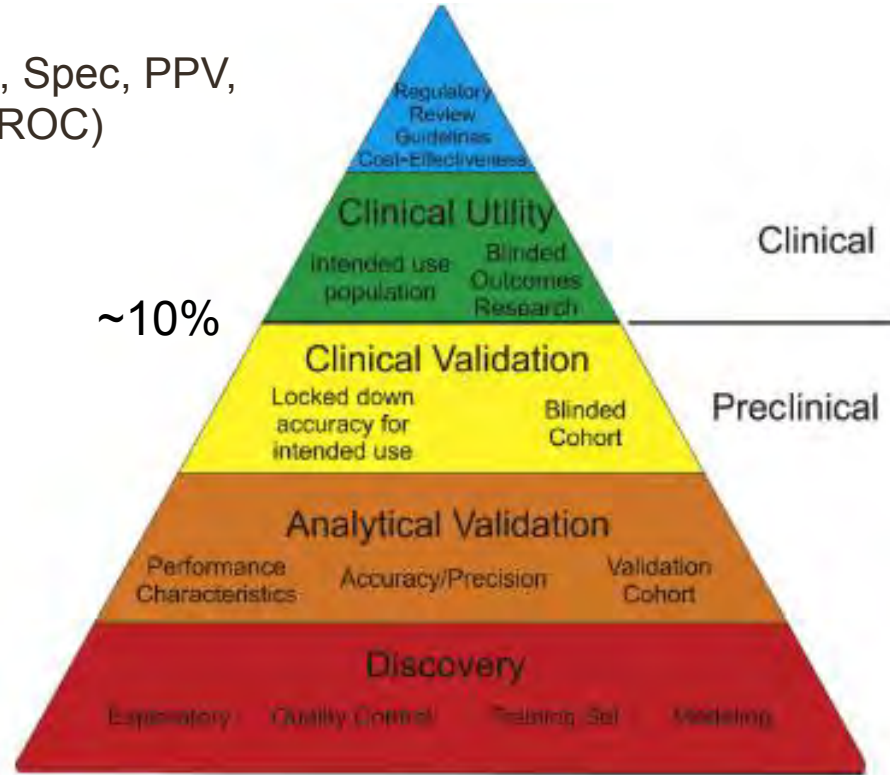 , Spec, PPV,
ROC)
Regulatory
Review
Guidelines
Cost-Effectiveness
Clinical Utility
Intended use
population
Blinded
Outcomes
Research
Clinical
~10%
Clinical Validation
Locked down
accuracy for
intended use
Blinded
Cohort
Preclinical
Analytical Validation
Performance
Characteristics
Accuracy/Precision
Validation
Cohort
Discovery
Exploratory
Quality Control
Training Set
Modeling